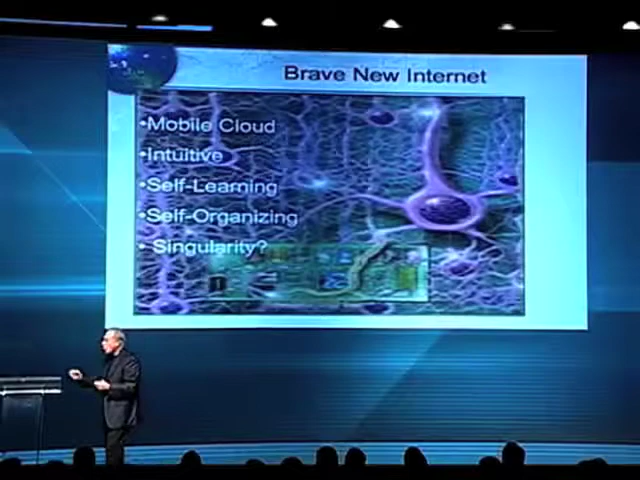 Brave New Internet
•Mobile Cloud
•Intuitive
•Self-Learning
•Self-Organizing
• Singularity?